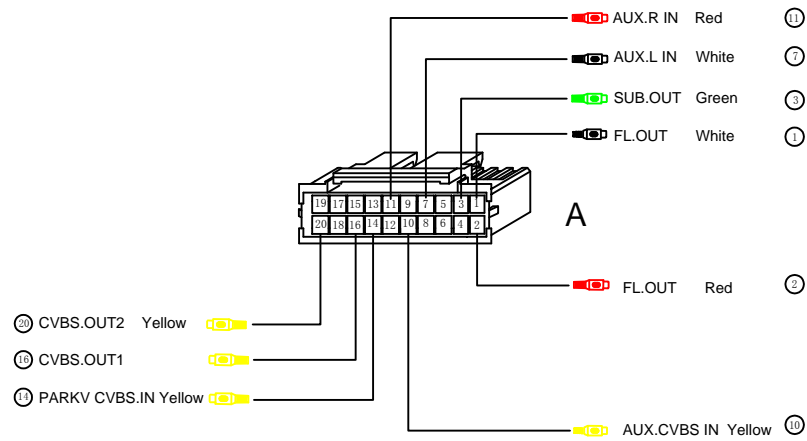 AUX.R IN Red 11
AUX.L IN White 7
SUB.OUT Green 3
FL.OUT White 1
19 17 15 13 11 9 7 5 3 1
20 18 16 14 12 10 8 6 4 2
A
FL.OUT Red 2
20 CVBS.OUT2 Yellow
16 CVBS.OUT1
14 PARKV CVBS.IN Yellow
AUX.CVBS IN Yellow 10